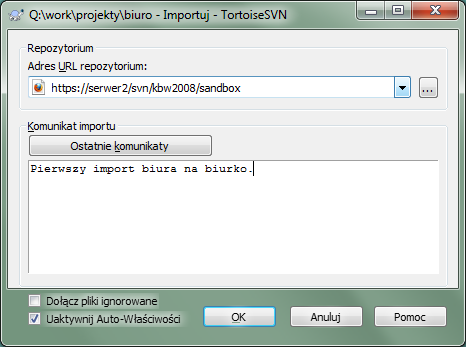 Q:\work\projekty\biuro - Importuj - TortoiseSVN
Repozytorium
Adres URL repozytorium:
https://serwer2/svn/kbw2008/sandbox
...
Komunikat importu
Ostatnie komunikaty
Pierwszy import biura na biurko.
Dołącz pliki ignorowane
Uaktywnij Auto-Właściwości
OK
Anuluj
Pomoc